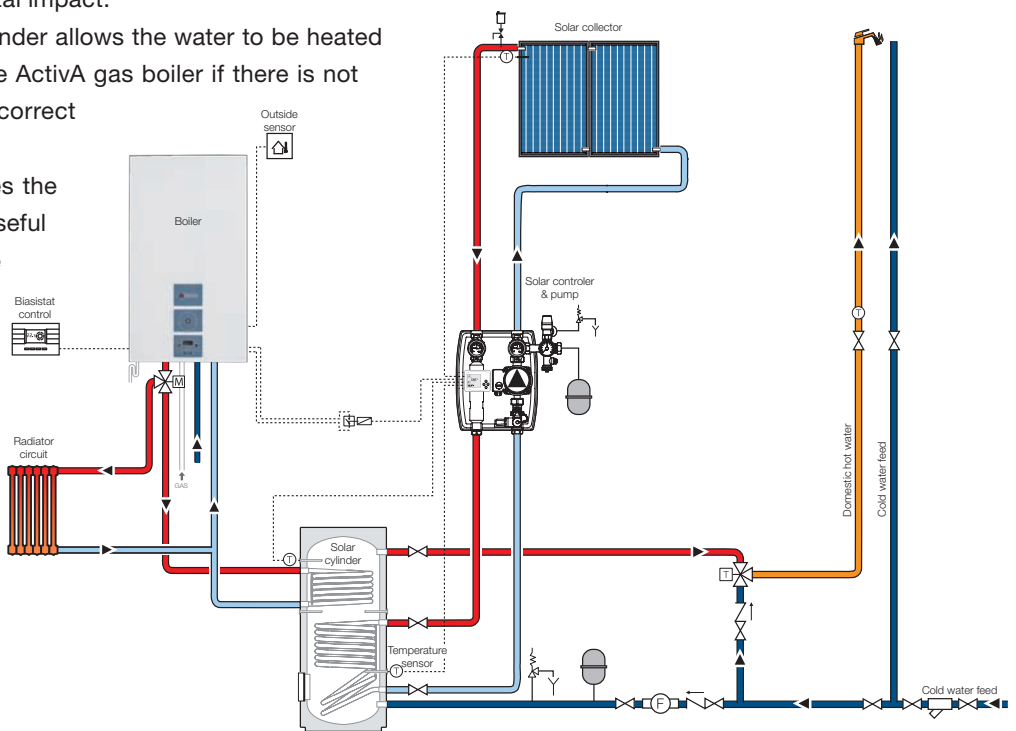 tal impact.
nder allows the water to be heated
e ActivA gas boiler if there is not
correct
es the
seful
Solar collector
T
Outside
sensor
Boiler
Biasistat
control
M
GAS
Radiator
circuit
Solar controler
& pump
Y
T
Domestic hot water
Cold water feed
Solar
cylinder
T
T
Temperature
sensor
T
Y
F
Cold water feed